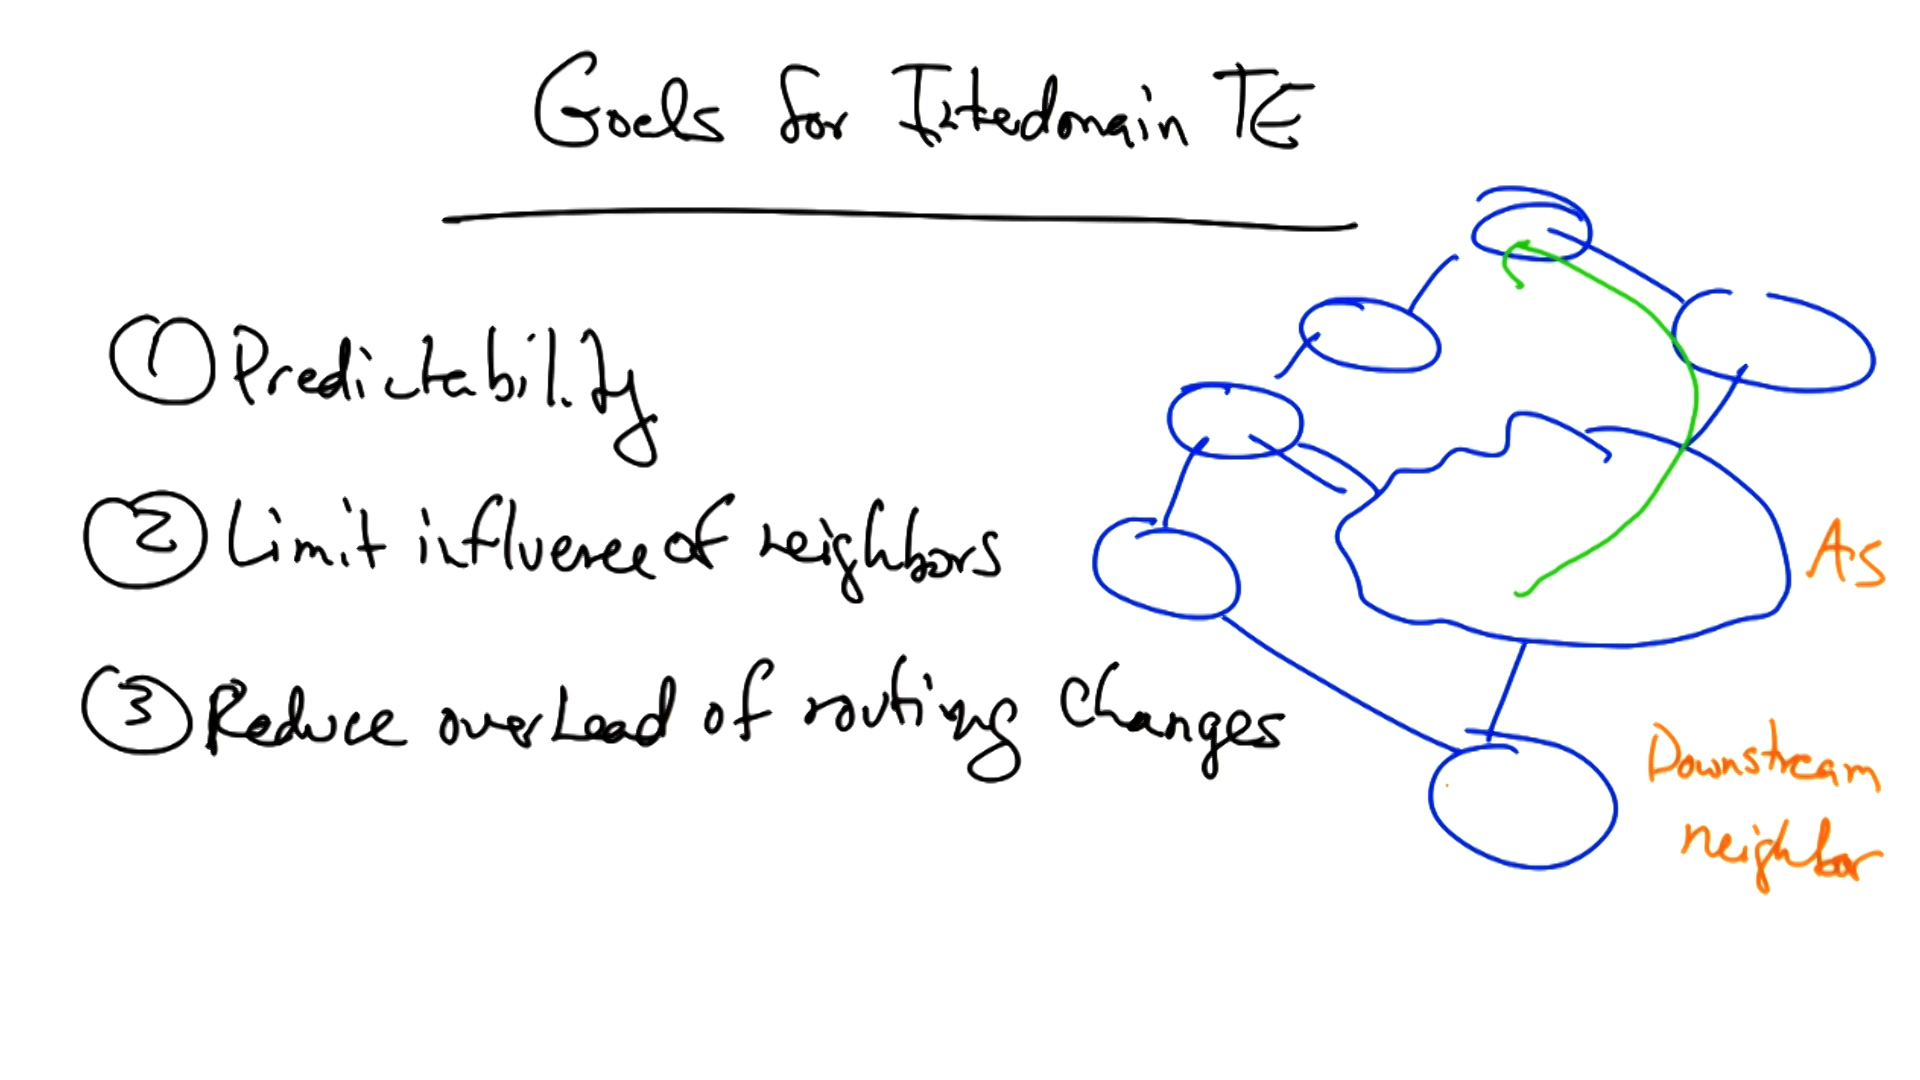 Goals for Interdomain TE
① Predictability
② Limit influence of neighbors
③ Reduce overhead of routing changes
AS
Downstream
neighbor